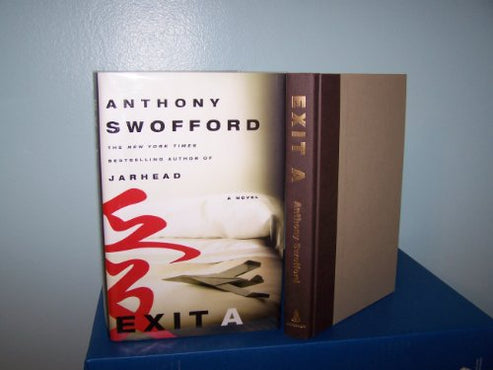 ANTHONY
SWOFFORD
THE NEW YORK TIMES
BESTSELLING AUTHOR OF
JARHEAD
A NOVEL
EXIT A
EXIT A
Anthony Swofford